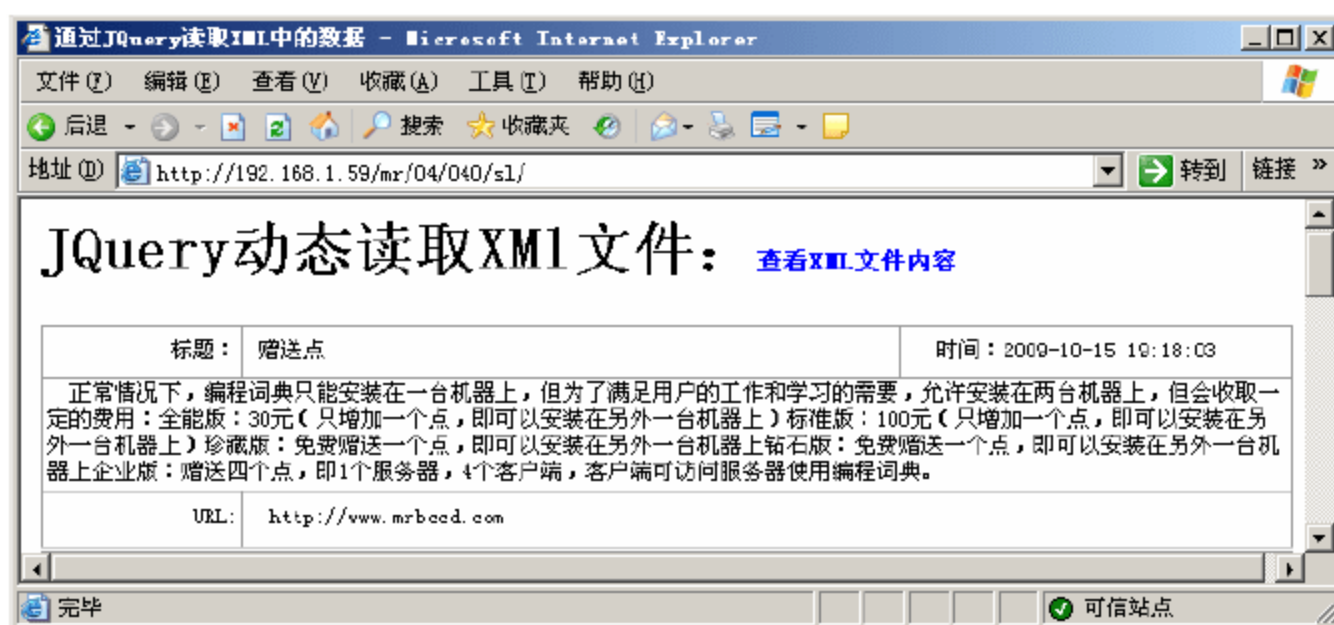 通过JQuery读取XML中的数据 - Microsoft Internet Explorer
文件(F) 编辑(E) 查看(V) 收藏(A) 工具(T) 帮助(H)
后退 搜索 收藏夹
地址(D) http://192.168.1.59/mr/04/040/sl/ 转到 链接 »
JQuery动态读取XMl文件： 查看XML文件内容
标题： 赠送点 时间：2009-10-15 19:18:03
正常情况下，编程词典只能安装在一台机器上，但为了满足用户的工作和学习的需要，允许安装在两台机器上，但会收取一
定的费用：全能版：30元(只增加一个点，即可以安装在另外一台机器上)标准版：100元(只增加一个点，即可以安装在另
外一台机器上)珍藏版：免费赠送一个点，即可以安装在另外一台机器上钻石版：免费赠送一个点，即可以安装在另外一台机
器上企业版：赠送四个点，即1个服务器，4个客户端，客户端可访问服务器使用编程词典。
URL: http://www.mrbccd.com
完毕 可信站点